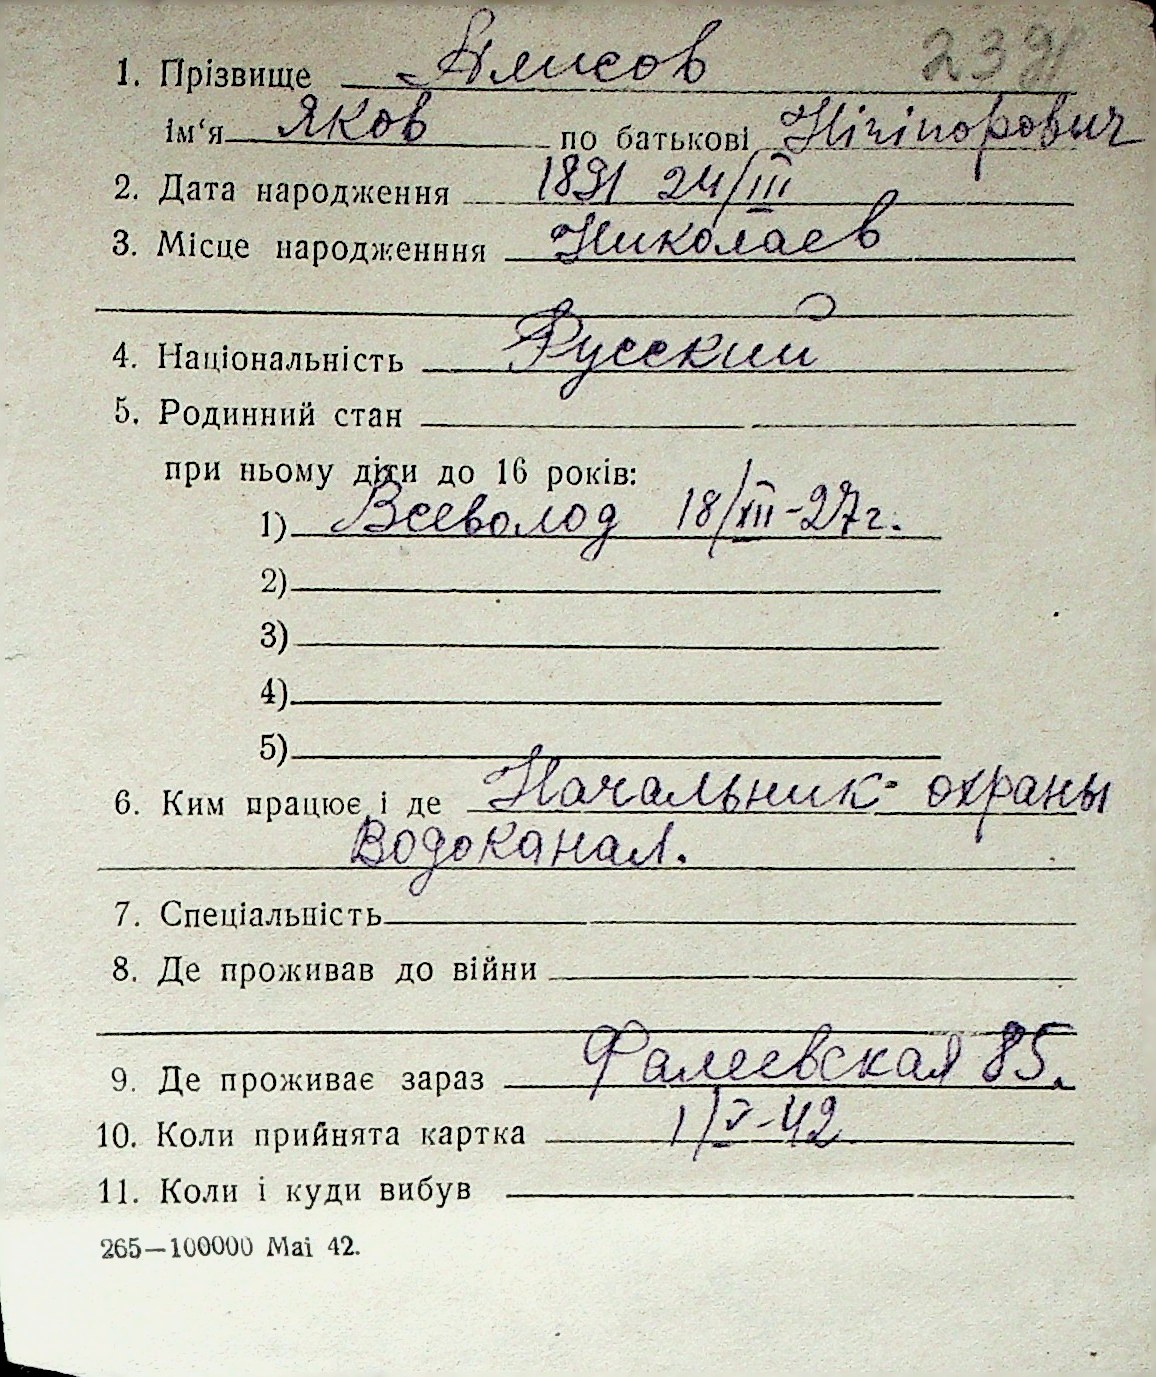 1. Прізвище Алисов 239
ім‘я Яков по батькові Нігіпорович
2. Дата народження 1891 24/III
3. Місце народженння Николаев
4. Національність Русский
5. Родинний стан
при ньому діти до 16 років:
1) Всеволод 18/XII-27г.
2)
3)
4)
5)
6. Ким працює і де Начальник охраны
Водоканал.
7. Спеціальність
8. Де проживав до війни
9. Де проживає зараз Фалеевская 85.
10. Коли прийнята картка 1/V-42
11. Коли і куди вибув
265—100000 Mai 42.